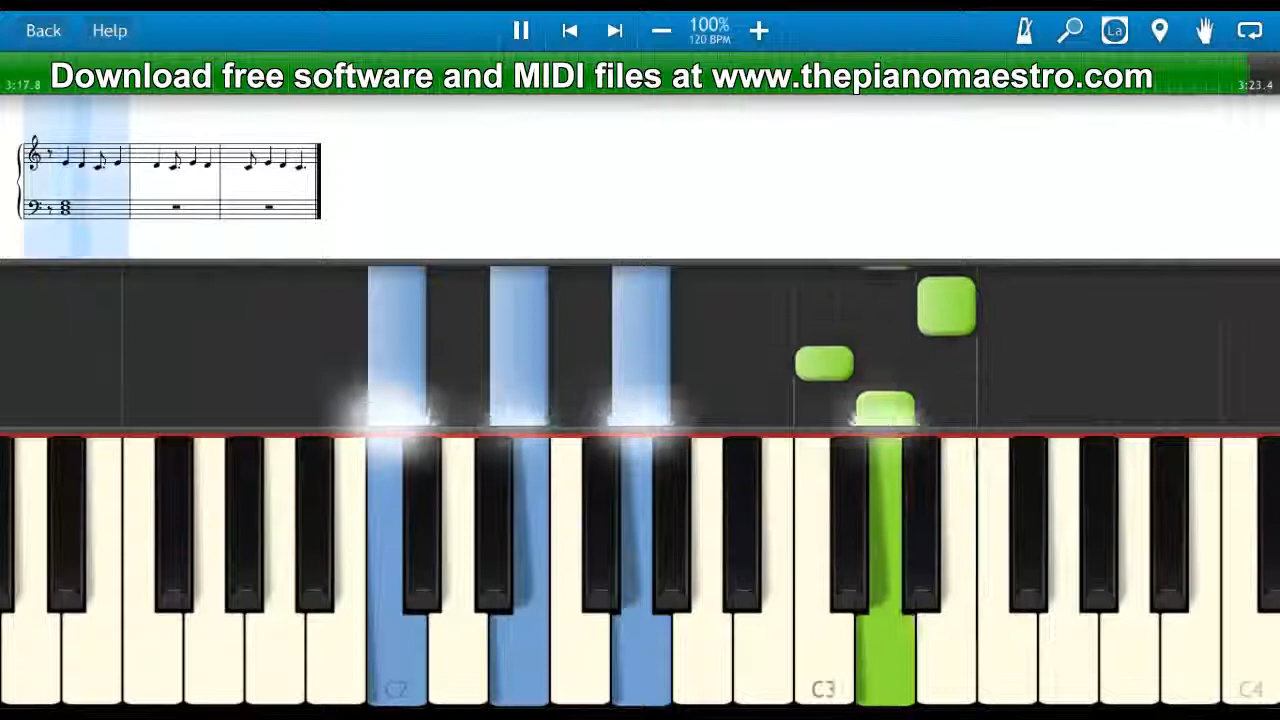 Back Help 100% La
120 BPM
Download free software and MIDI files at www.thepianomaestro.com
3:17.8 3:23.4
C2 C3 C4